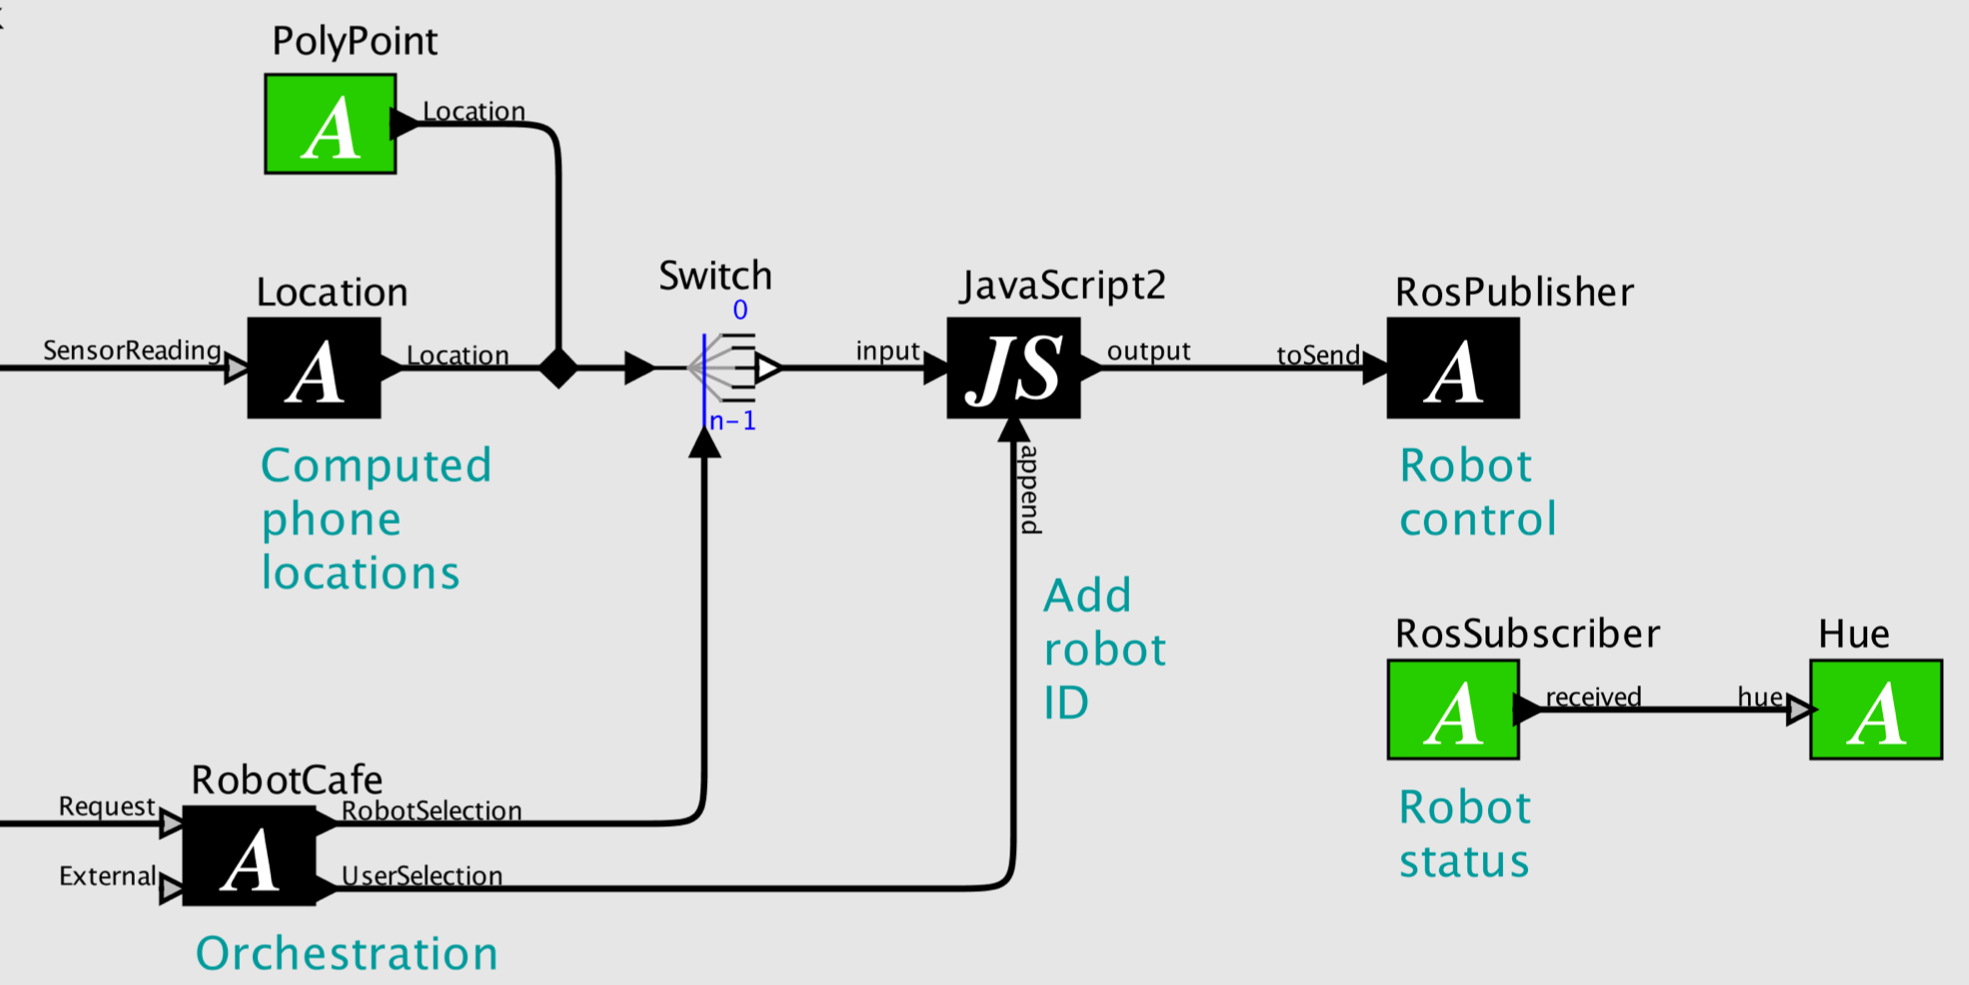 PolyPoint
A
Location
Location
SensorReading
A
Location
Computed
phone
locations
Switch
0
n-1
input
JavaScript2
JS
output
append
Add
robot
ID
toSend
RosPublisher
A
Robot
control
RosSubscriber
A
received
hue
Hue
A
Robot
status
RobotCafe
Request
External
A
RobotSelection
UserSelection
Orchestration